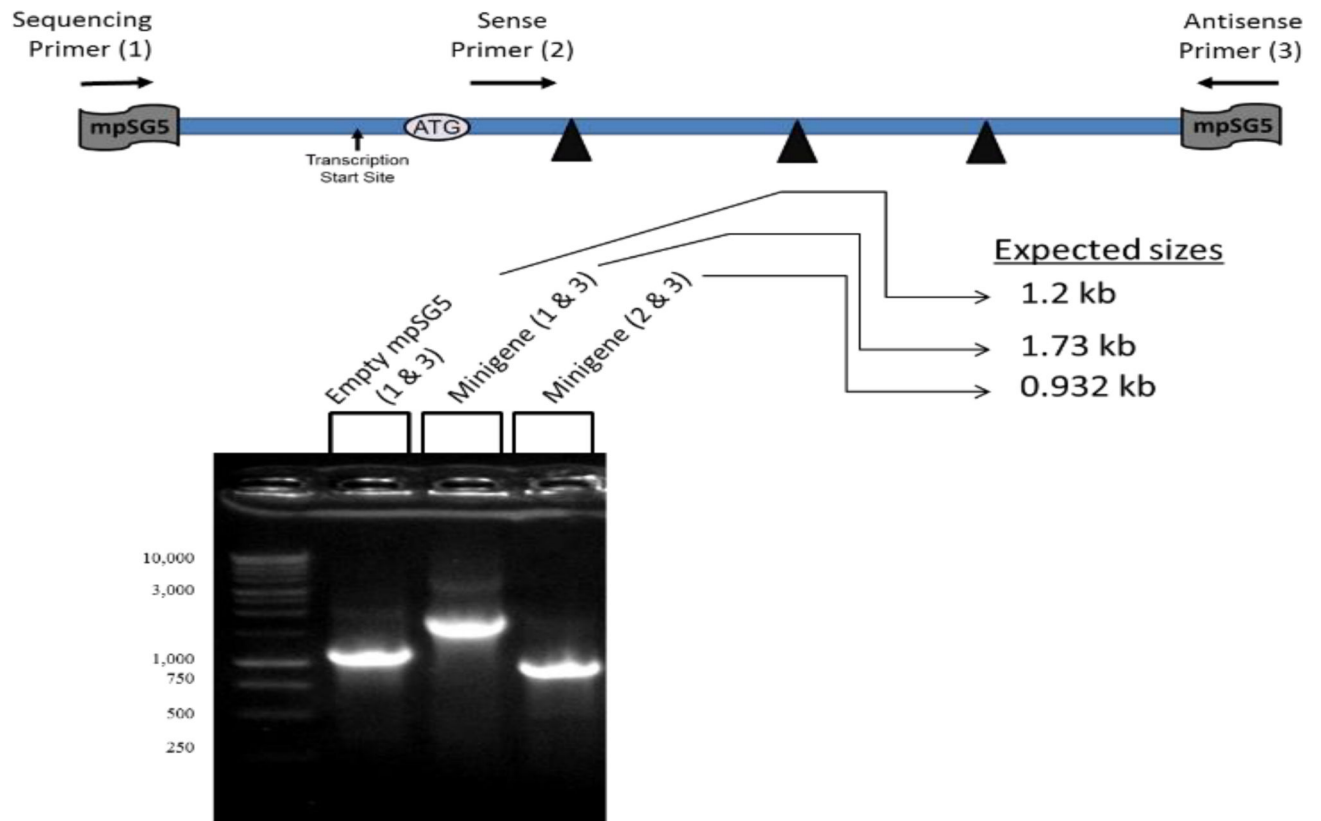 Sequencing
Primer (1)
Sense
Primer (2)
Antisense
Primer (3)
mpSG5
ATG
mpSG5
Transcription
Start Site
Expected sizes
1.2 kb
1.73 kb
0.932 kb
Empty mpSG5
(1 & 3)
Minigene (1 & 3)
Minigene (2 & 3)
10,000
3,000
1,000
750
500
250